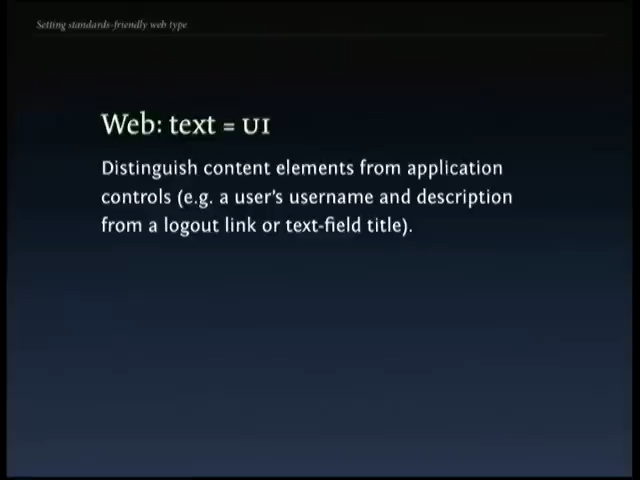 Setting standards-friendly web type
Web: text = UI
Distinguish content elements from application
controls (e.g. a user's username and description
from a logout link or text-field title).